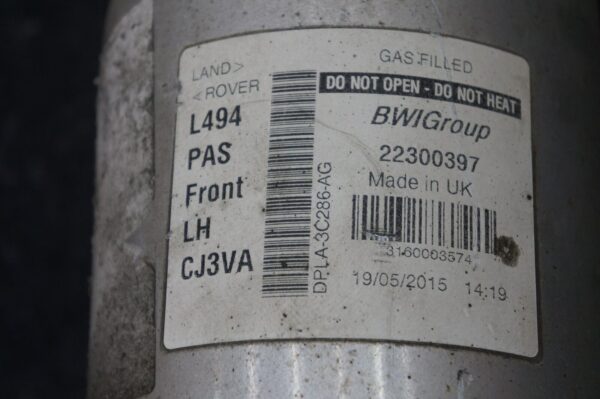 LAND>
<ROVER
L494
PAS
Front
LH
CJ3VA
DPLA-3C286-AG
GAS FILLED
DO NOT OPEN - DO NOT HEAT
BWIGroup
22300397
Made in UK
3160003574
19/05/2015 14:19